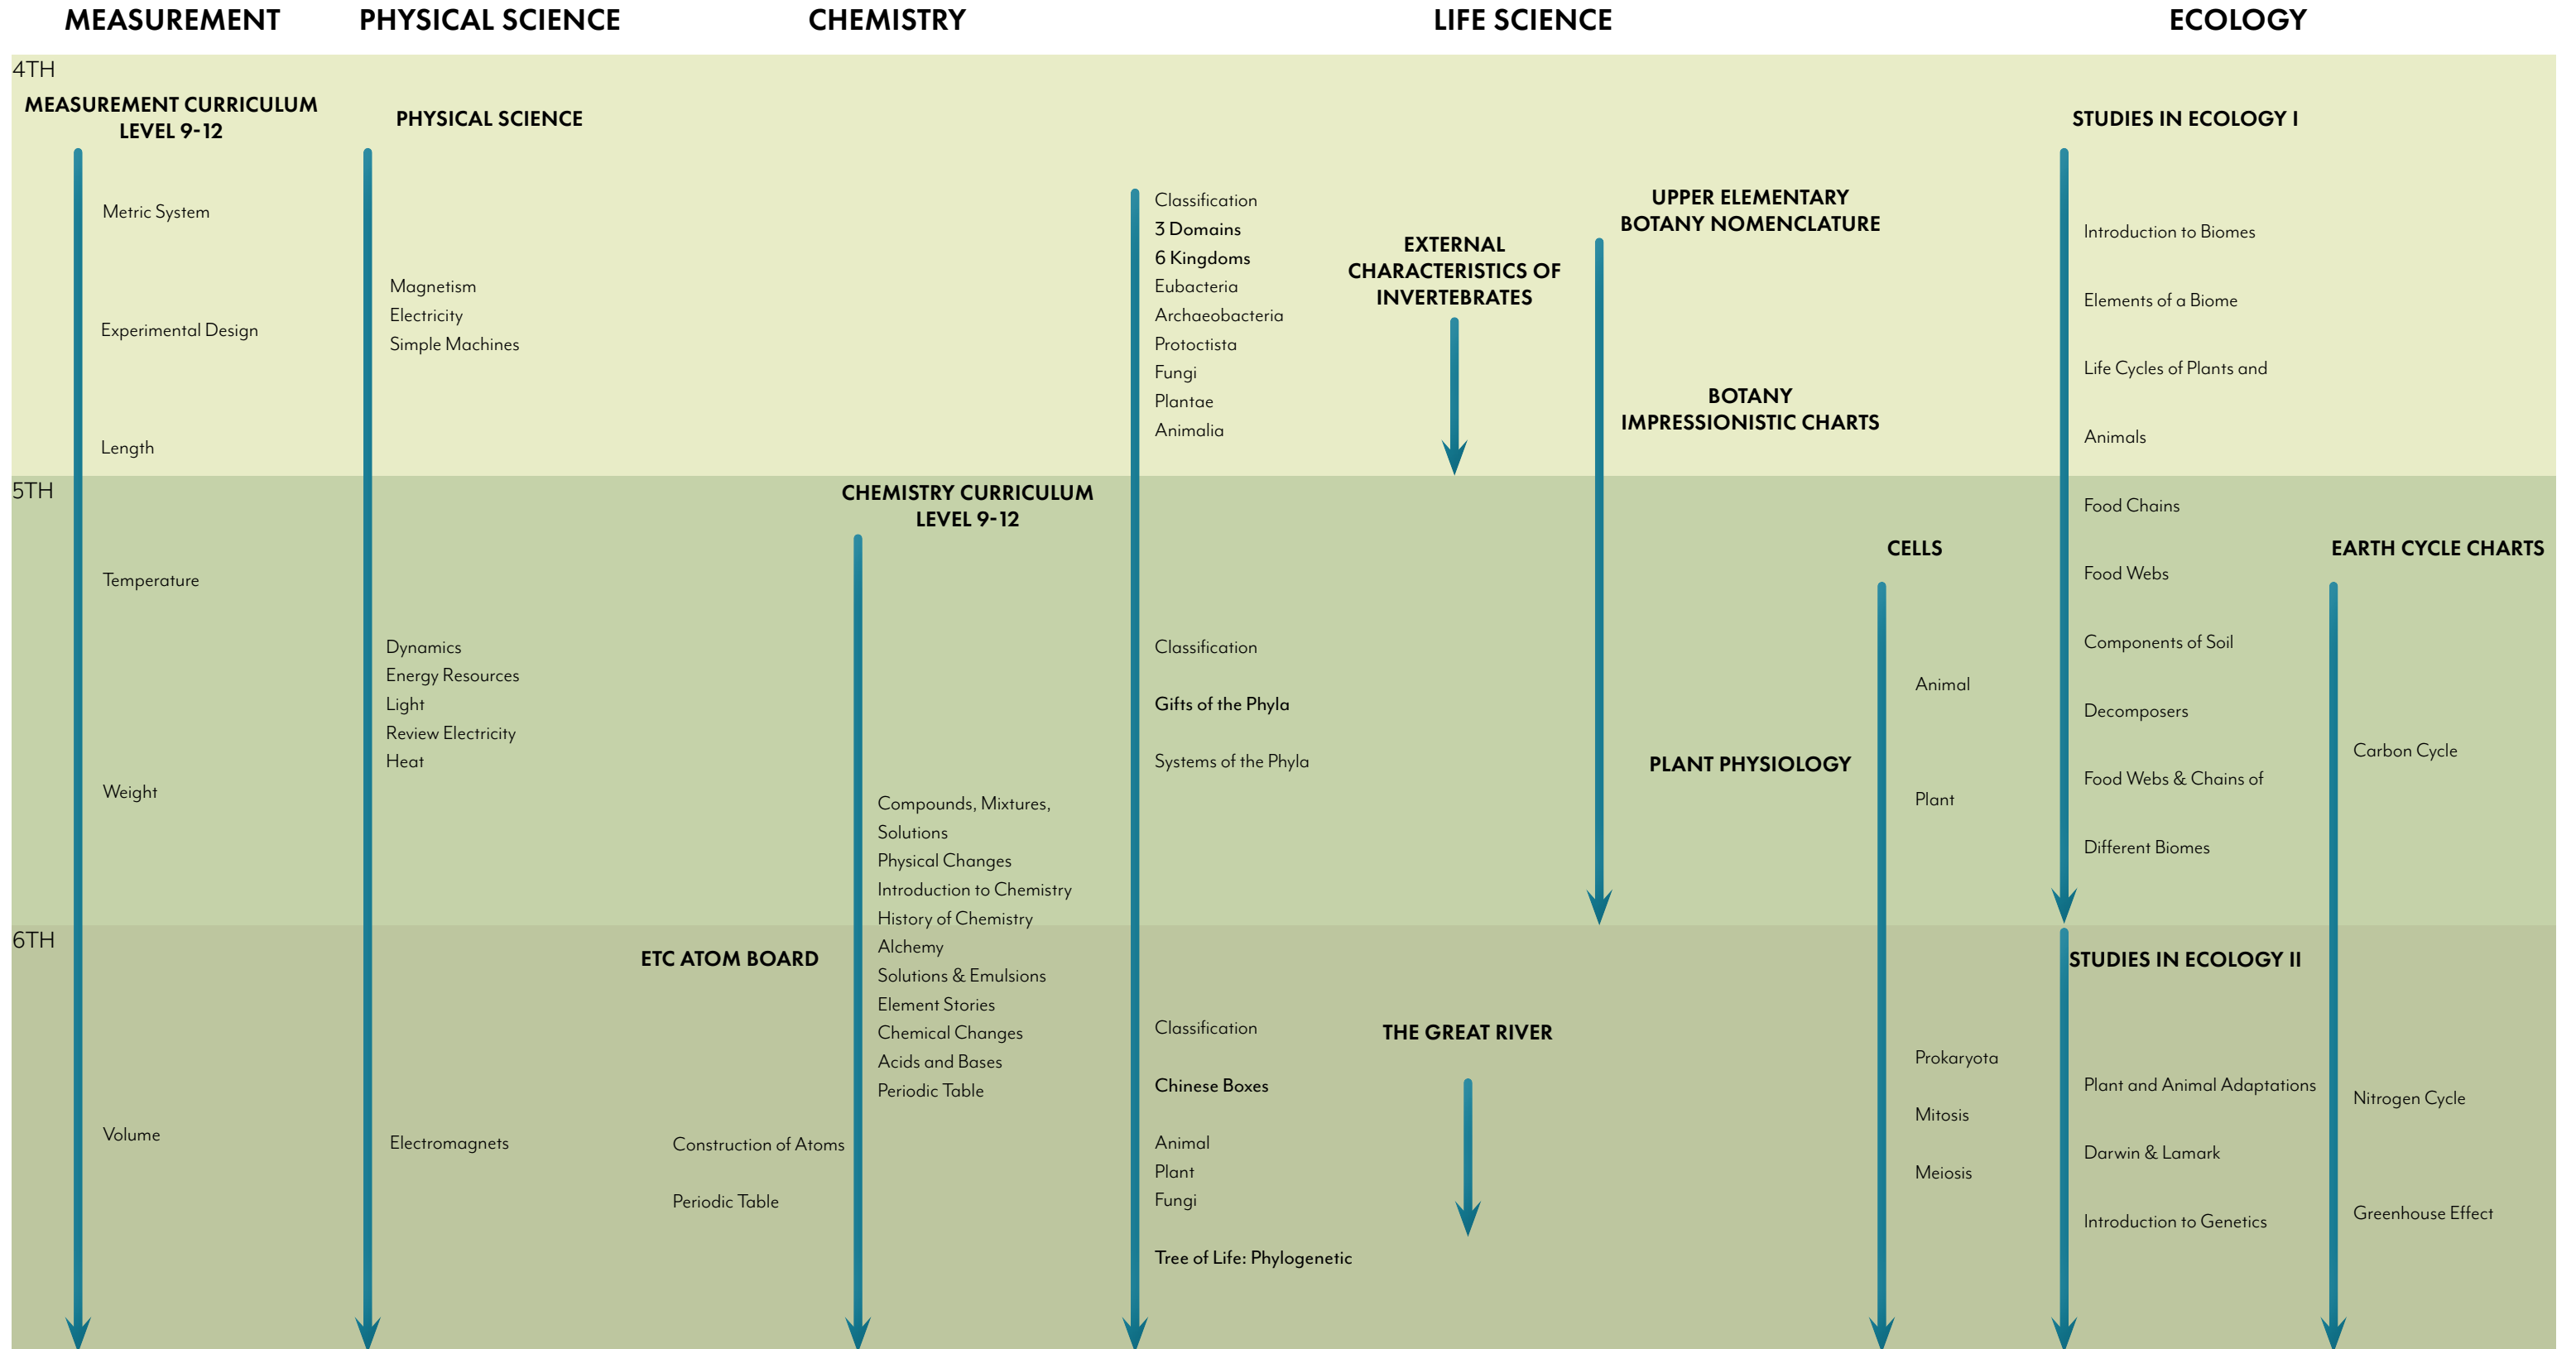 MEASUREMENT
PHYSICAL SCIENCE
CHEMISTRY
LIFE SCIENCE
ECOLOGY
4TH
MEASUREMENT CURRICULUM
LEVEL 9-12
Metric System
Experimental Design
Length
PHYSICAL SCIENCE
Magnetism
Electricity
Simple Machines
Classification
3 Domains
6 Kingdoms
Eubacteria
Archaeobacteria
Protoctista
Fungi
Plantae
Animalia
EXTERNAL
CHARACTERISTICS OF
INVERTEBRATES
UPPER ELEMENTARY
BOTANY NOMENCLATURE
BOTANY
IMPRESSIONISTIC CHARTS
STUDIES IN ECOLOGY I
Introduction to Biomes
Elements of a Biome
Life Cycles of Plants and
Animals
5TH
Temperature
Weight
Dynamics
Energy Resources
Light
Review Electricity
Heat
CHEMISTRY CURRICULUM
LEVEL 9-12
Compounds, Mixtures,
Solutions
Physical Changes
Introduction to Chemistry
History of Chemistry
Classification
Gifts of the Phyla
Systems of the Phyla
PLANT PHYSIOLOGY
CELLS
Animal
Plant
Food Chains
Food Webs
Components of Soil
Decomposers
Food Webs & Chains of
Different Biomes
EARTH CYCLE CHARTS
Carbon Cycle
6TH
Volume
Electromagnets
ETC ATOM BOARD
Construction of Atoms
Periodic Table
Alchemy
Solutions & Emulsions
Element Stories
Chemical Changes
Acids and Bases
Periodic Table
Classification
Chinese Boxes
Animal
Plant
Fungi
Tree of Life: Phylogenetic
THE GREAT RIVER
Prokaryota
Mitosis
Meiosis
STUDIES IN ECOLOGY II
Plant and Animal Adaptations
Darwin & Lamark
Introduction to Genetics
Nitrogen Cycle
Greenhouse Effect